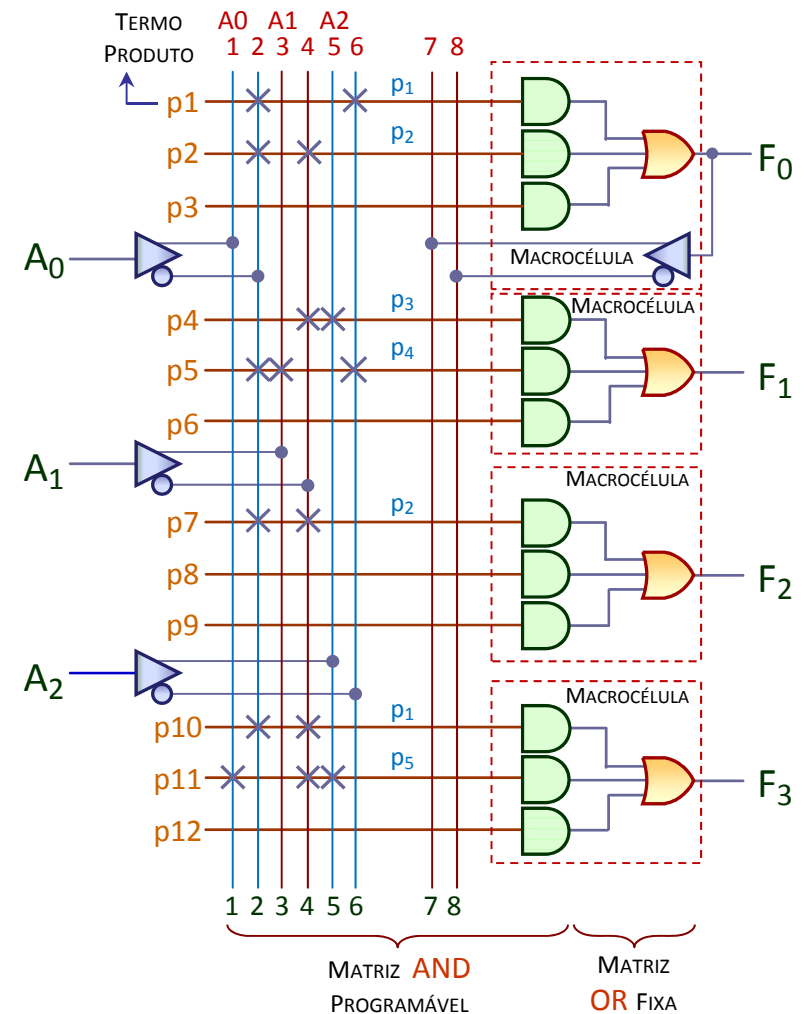 TERMO
PRODUTO
A0 A1 A2
1 2 3 4 5 6 7 8
p1 p1
p2 p2
F0
p3
A0
MACROCÉLULA
MACROCÉLULA
p4 p3
p5 p4
F1
p6
A1
MACROCÉLULA
p7 p2
p8
F2
p9
A2
MACROCÉLULA
p10 p1
p11 p5
F3
p12
1 2 3 4 5 6 7 8
MATRIZ AND
PROGRAMÁVEL
MATRIZ
OR FIXA